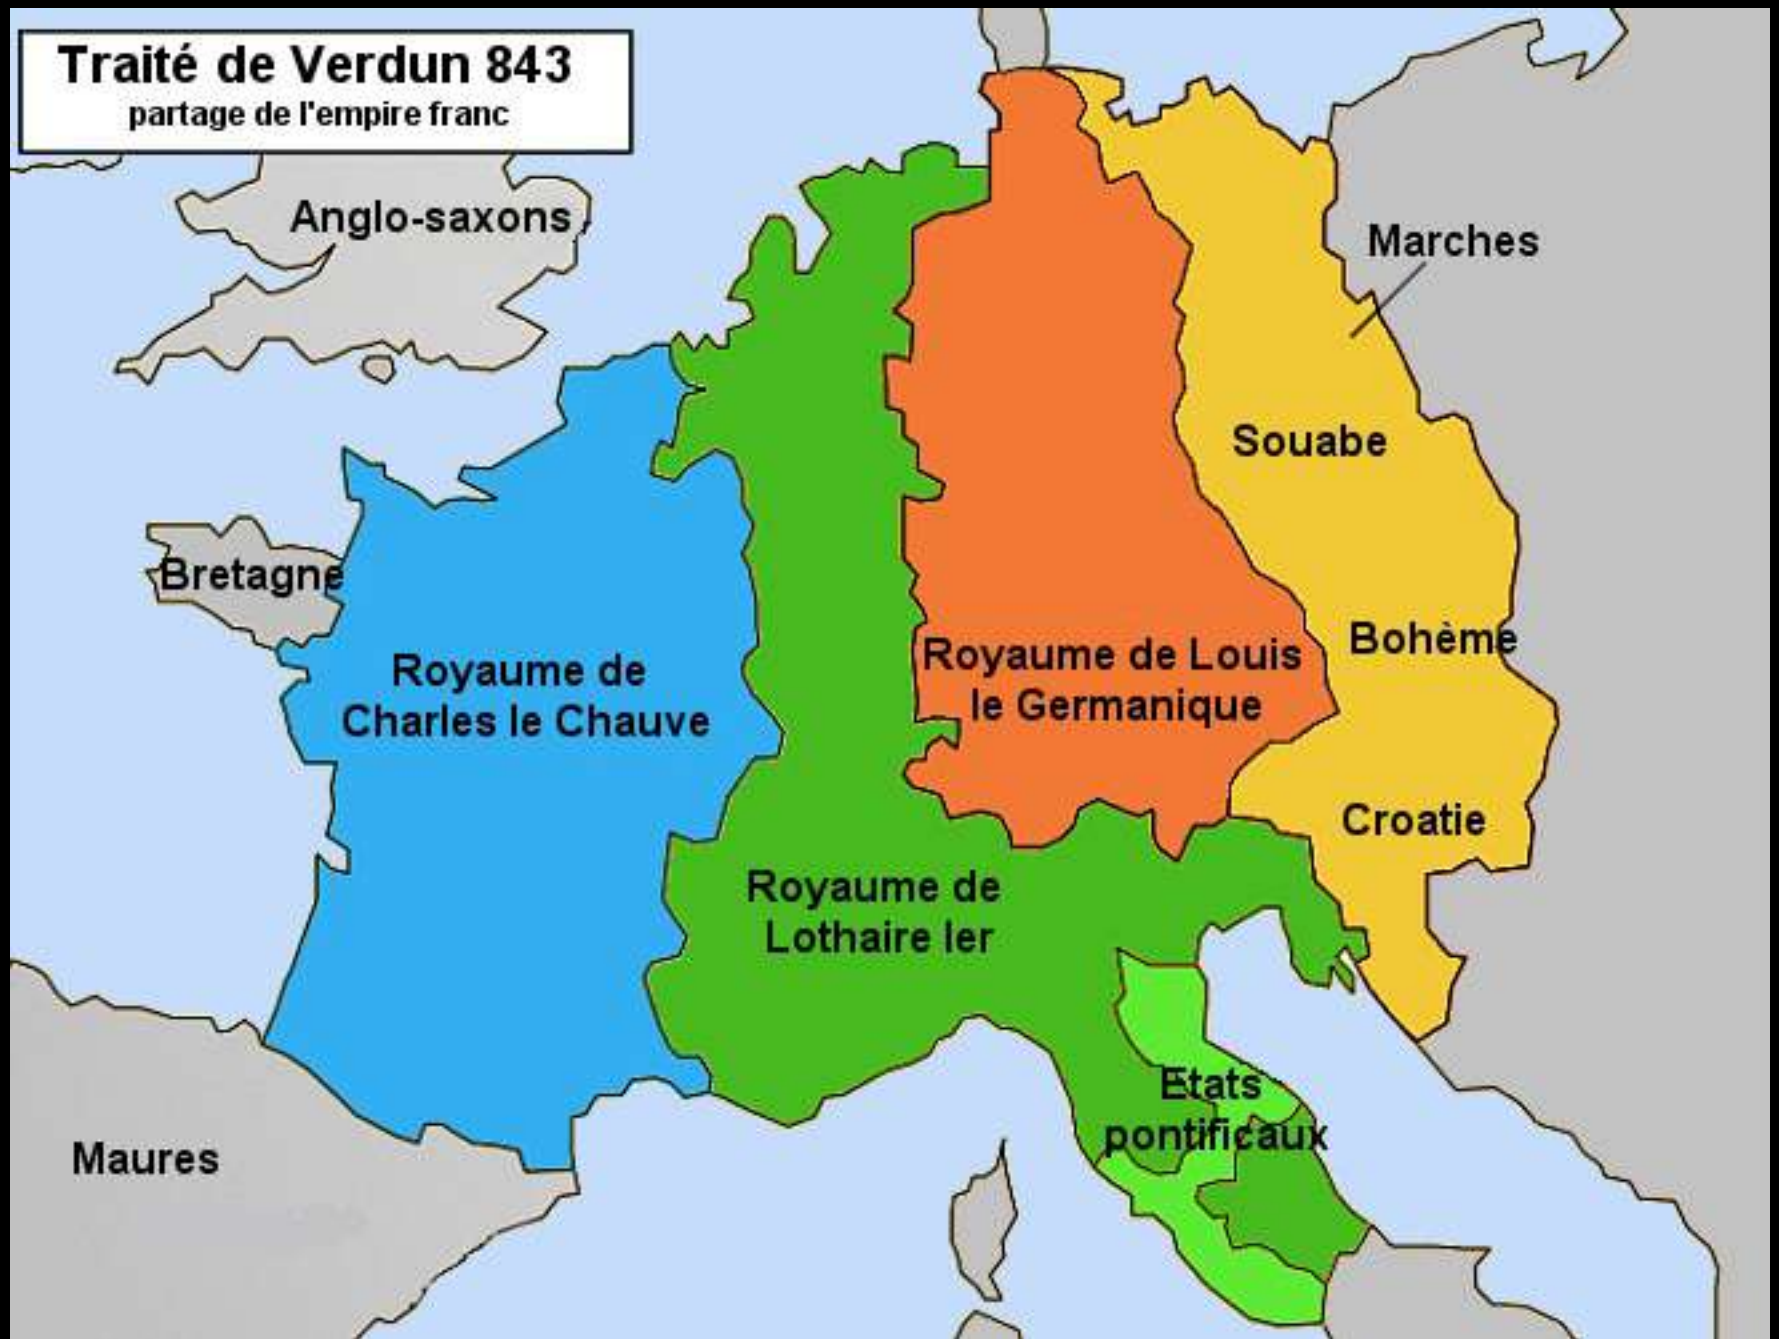 Traité de Verdun 843
partage de l'empire franc
Anglo-saxons
Marches
Souabe
Bretagne
Bohème
Royaume de
Charles le Chauve
Royaume de Louis
le Germanique
Croatie
Royaume de
Lothaire Ier
Etats
pontificaux
Maures